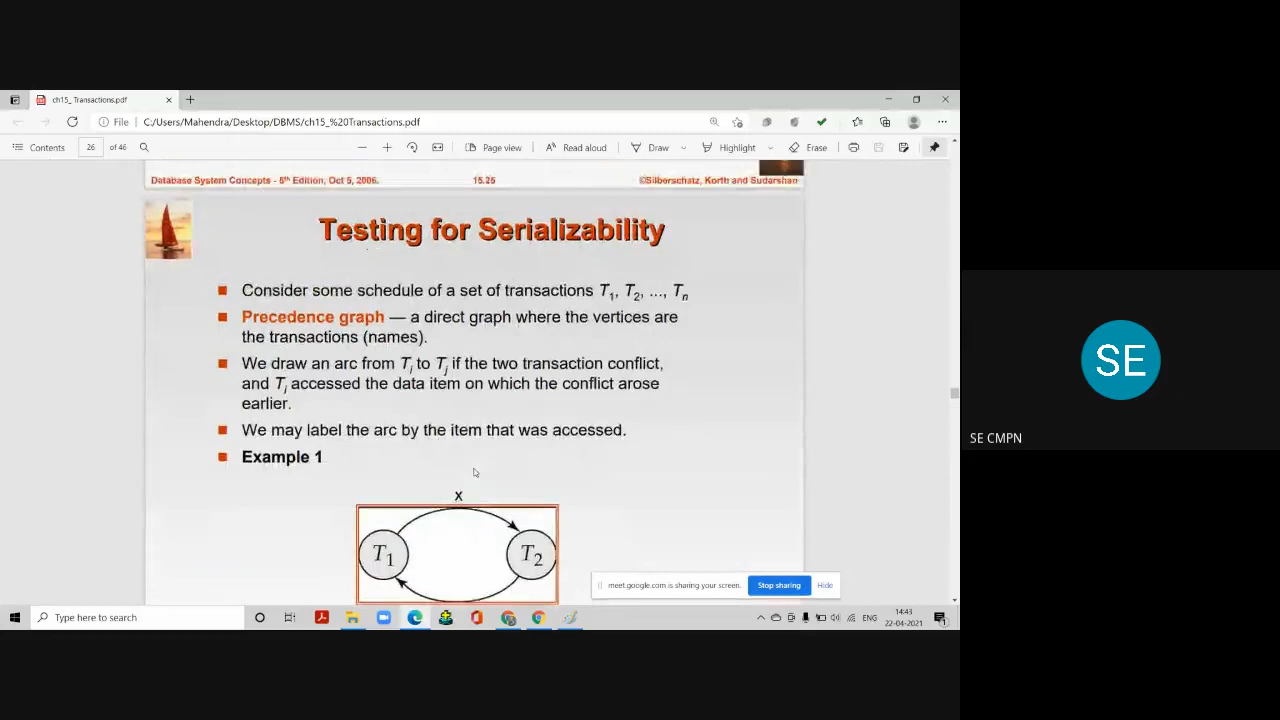 ch15_ Transactions.pdf
File C:/Users/Mahendra/Desktop/DBMS/ch15_%20Transactions.pdf
Contents 26 of 46 Page view Read aloud Draw Highlight Erase
Database System Concepts - 5th Edition, Oct 5, 2006. 15.25 ©Silberschatz, Korth and Sudarshan
Testing for Serializability
Consider some schedule of a set of transactions T1, T2, ..., Tn
Precedence graph — a direct graph where the vertices are
the transactions (names).
We draw an arc from Ti to Tj if the two transaction conflict,
and Ti accessed the data item on which the conflict arose
earlier.
We may label the arc by the item that was accessed.
Example 1
x
T1 T2
meet.google.com is sharing your screen. Stop sharing Hide
Type here to search
ENG
14:43
22-04-2021
SE
SE CMPN